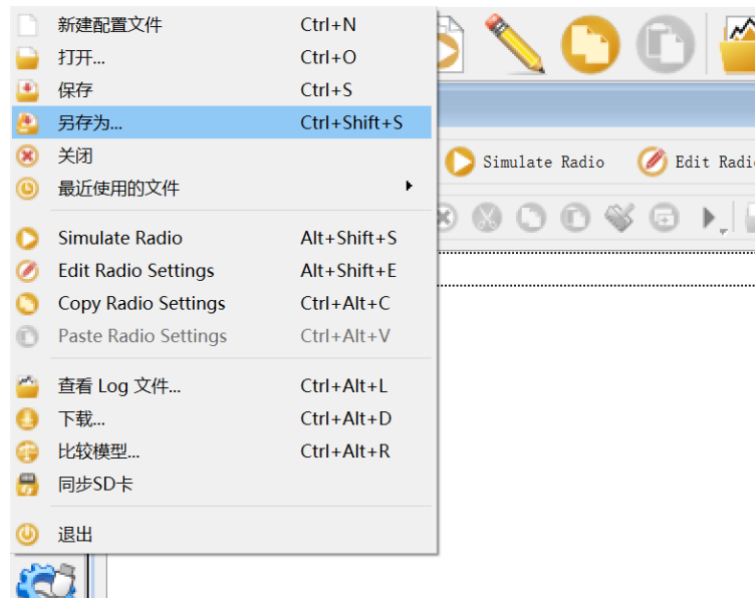 新建配置文件 Ctrl+N
打开... Ctrl+O
保存 Ctrl+S
另存为... Ctrl+Shift+S
关闭
最近使用的文件
Simulate Radio Alt+Shift+S
Edit Radio Settings Alt+Shift+E
Copy Radio Settings Ctrl+Alt+C
Paste Radio Settings Ctrl+Alt+V
查看 Log 文件... Ctrl+Alt+L
下载... Ctrl+Alt+D
比较模型... Ctrl+Alt+R
同步SD卡
退出
Simulate Radio Edit Radi